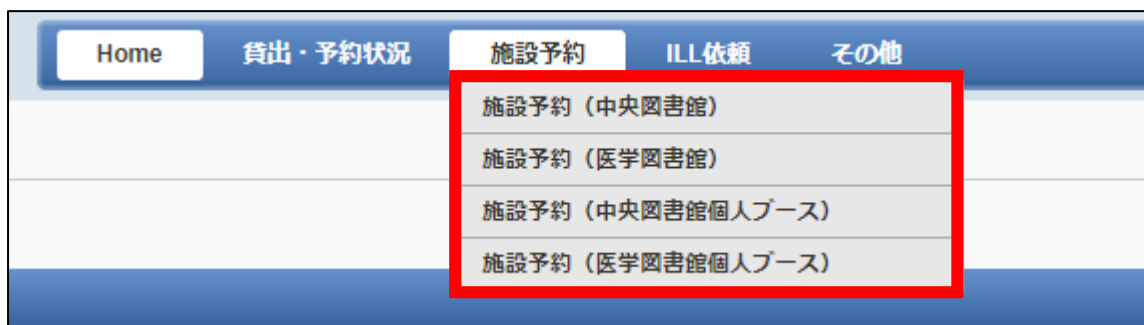 Home 貸出・予約状況 施設予約 ILL依頼 その他
施設予約（中央図書館）
施設予約（医学図書館）
施設予約（中央図書館個人ブース）
施設予約（医学図書館個人ブース）